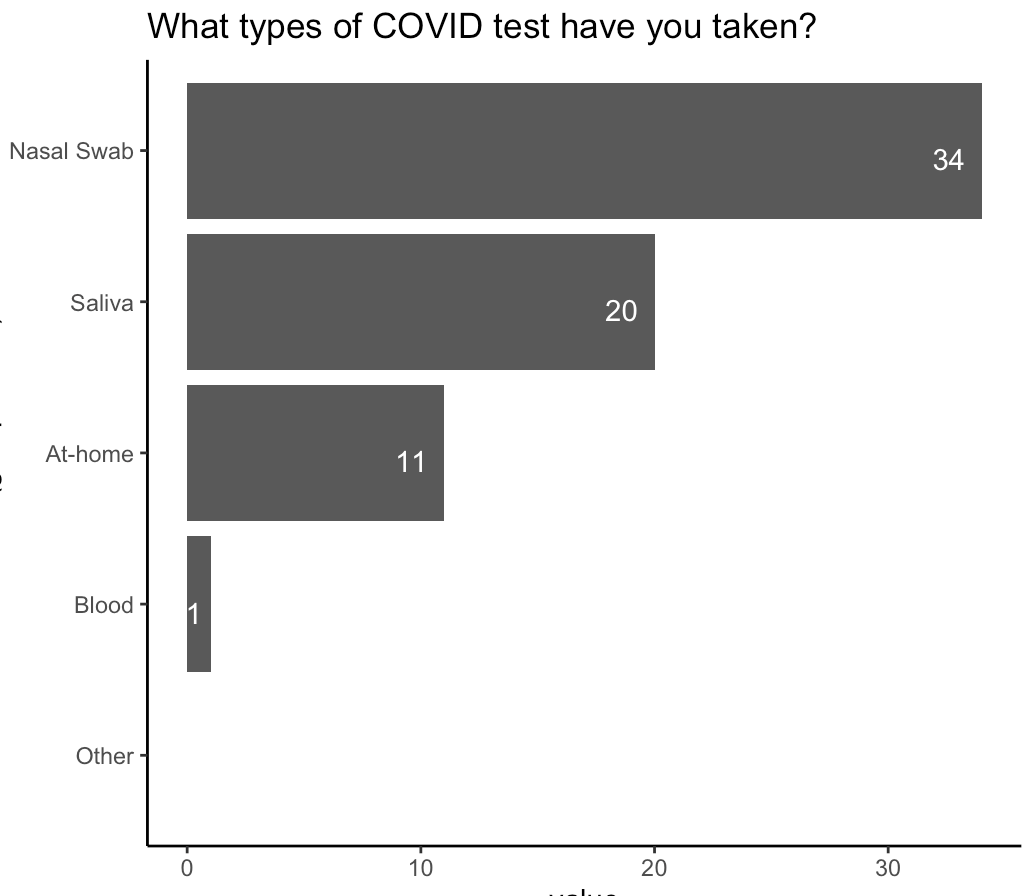 What types of COVID test have you taken?
Nasal Swab
34
Saliva
20
At-home
11
Blood
1
Other
0 10 20 30
value